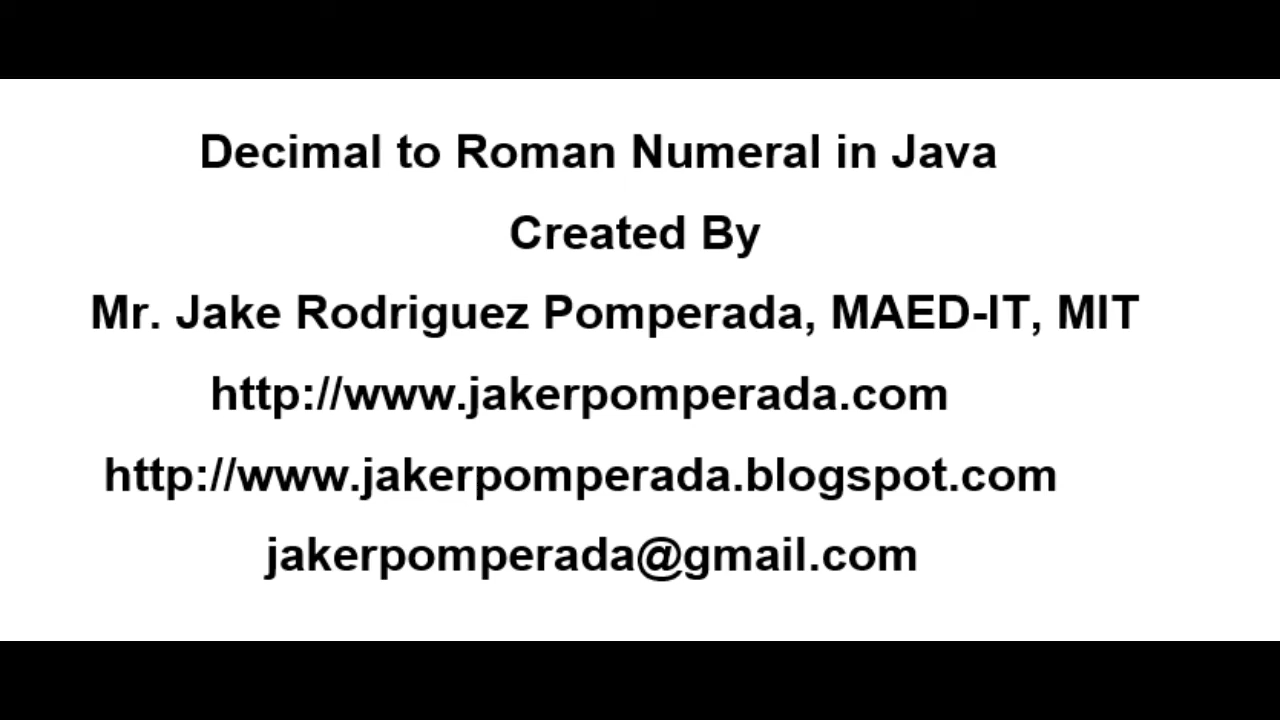 Decimal to Roman Numeral in Java
Created By
Mr. Jake Rodriguez Pomperada, MAED-IT, MIT
http://www.jakerpomperada.com
http://www.jakerpomperada.blogspot.com
jakerpomperada@gmail.com